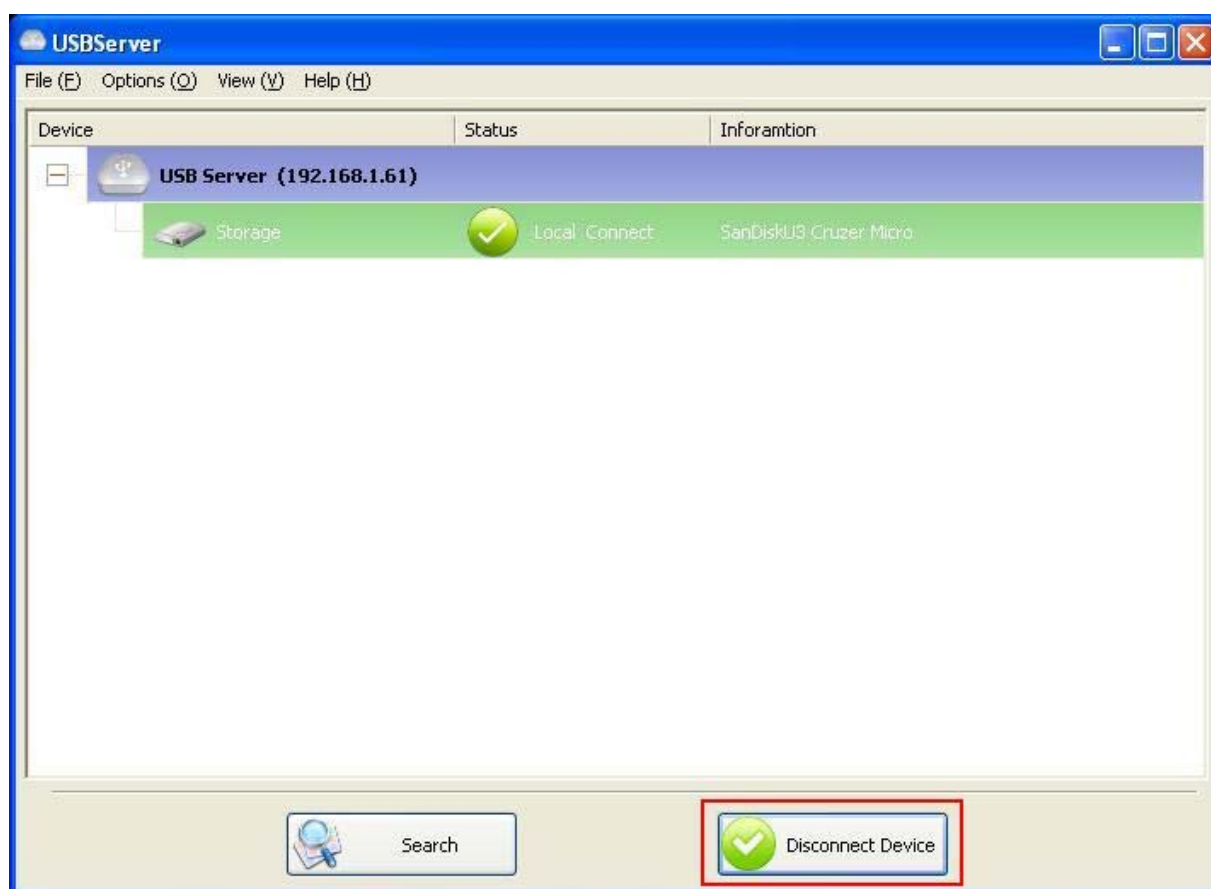 USBServer
File (F) Options (O) View (V) Help (H)
Device Status Inforamtion
USB Server (192.168.1.61)
Storage Local Connect SanDiskU3 Cruzer Micro
Search Disconnect Device